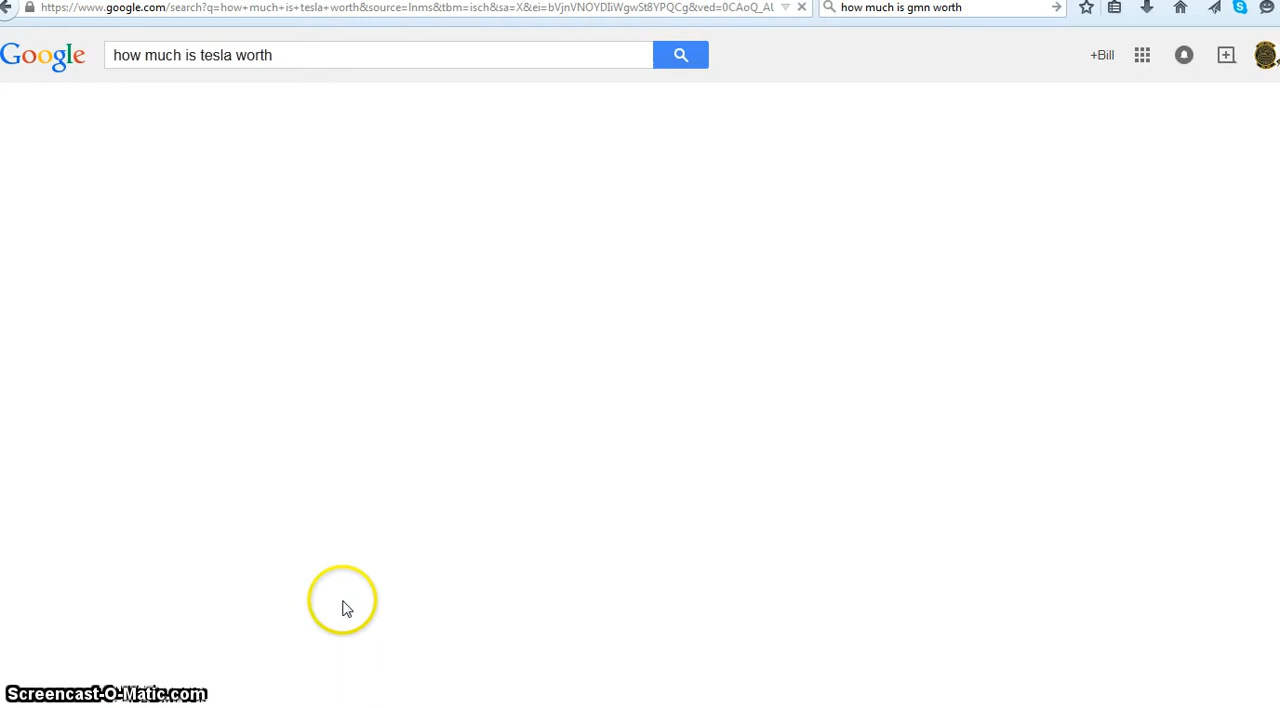 https://www.google.com/search?q=how+much+is+tesla+worth&source=lnms&tbm=isch&sa=X&ei=bVjnVNOYDIiWgwSt8YPQCg&ved=0CAoQ_AU
how much is gmn worth
Google
how much is tesla worth
+Bill
Screencast-O-Matic.com